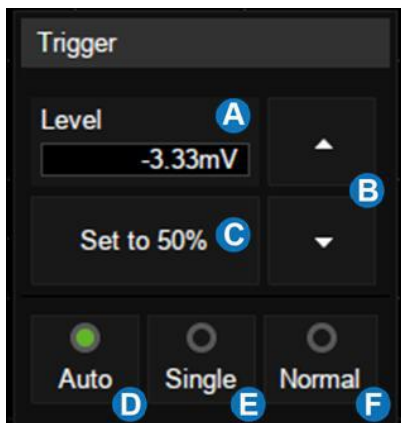 Trigger
Level A
-3.33mV
B
Set to 50% C
Auto Single Normal
D E F